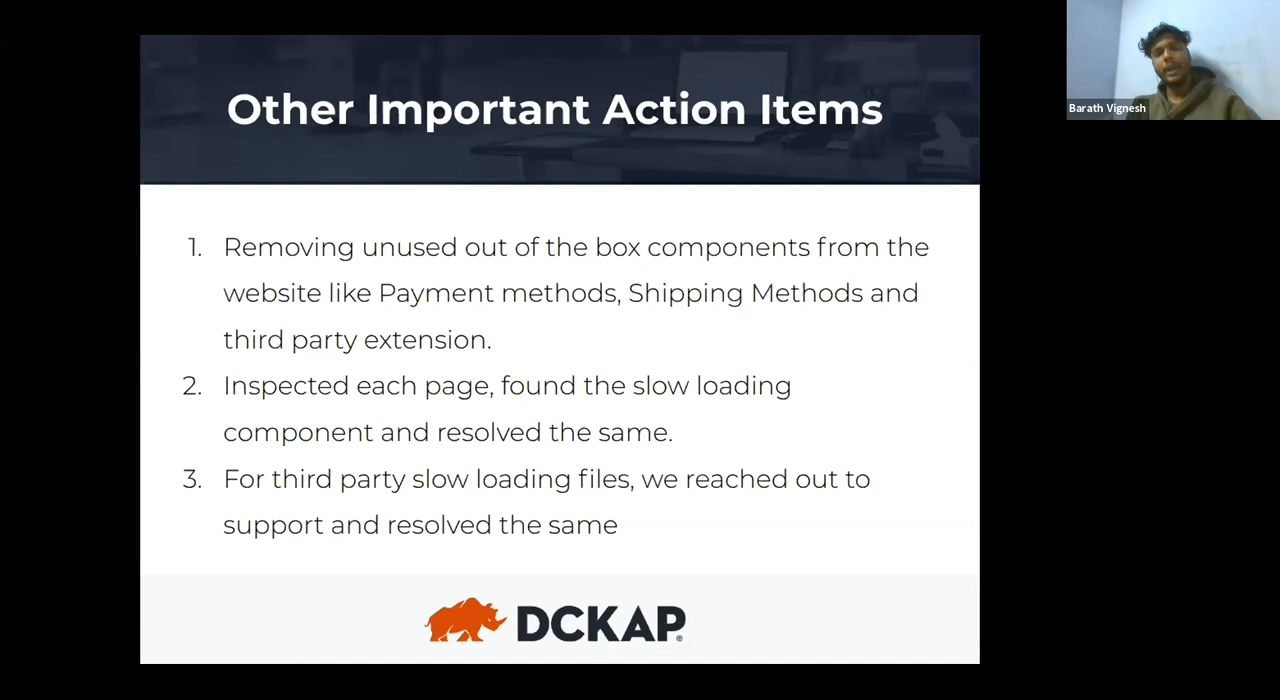 Other Important Action Items
Barath Vignesh
1. Removing unused out of the box components from the
website like Payment methods, Shipping Methods and
third party extension.
2. Inspected each page, found the slow loading
component and resolved the same.
3. For third party slow loading files, we reached out to
support and resolved the same
DCKAP®